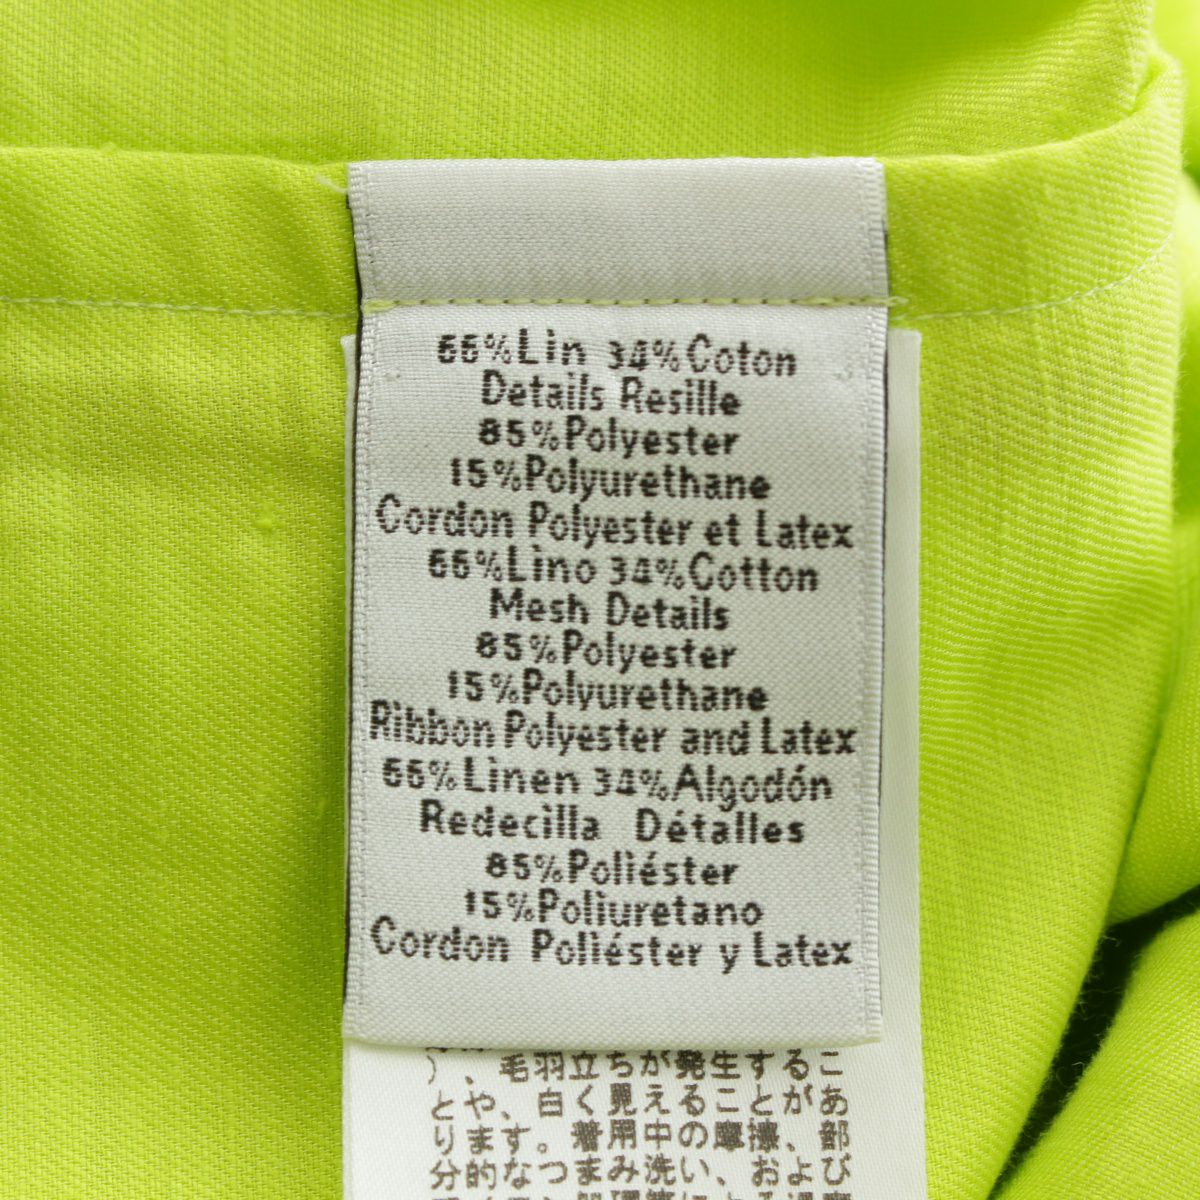 66%Lin 34%Coton
Details Resille
85%Polyester
15%Polyurethane
Cordon Polyester et Latex
66%Lino 34%Cotton
Mesh Details
85%Polyester
15%Polyurethane
Ribbon Polyester and Latex
66%Linen 34%Algodón
Redecilla Détalles
85%Poliéster
15%Poliuretano
Cordon Poliéster y Latex
)、毛羽立ちが発生するこ
とや、白く見えることがあ
ります。着用中の摩擦、部
分的なつまみ洗い、および